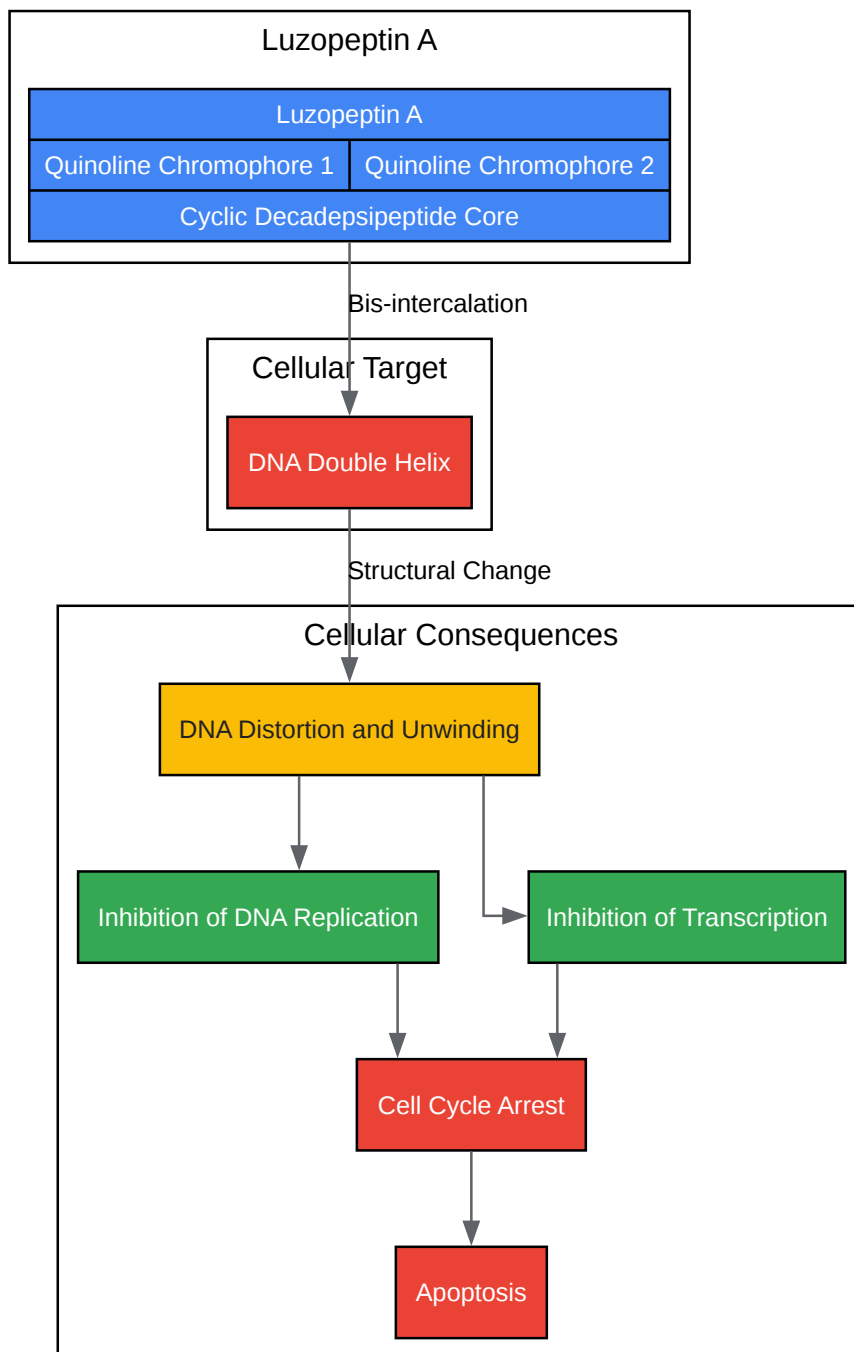 Luzopeptin A
Luzopeptin A
Quinoline Chromophore 1
Quinoline Chromophore 2
Cyclic Decadepsipeptide Core
Bis-intercalation
Cellular Target
DNA Double Helix
Structural Change
Cellular Consequences
DNA Distortion and Unwinding
Inhibition of DNA Replication
Inhibition of Transcription
Cell Cycle Arrest
Apoptosis